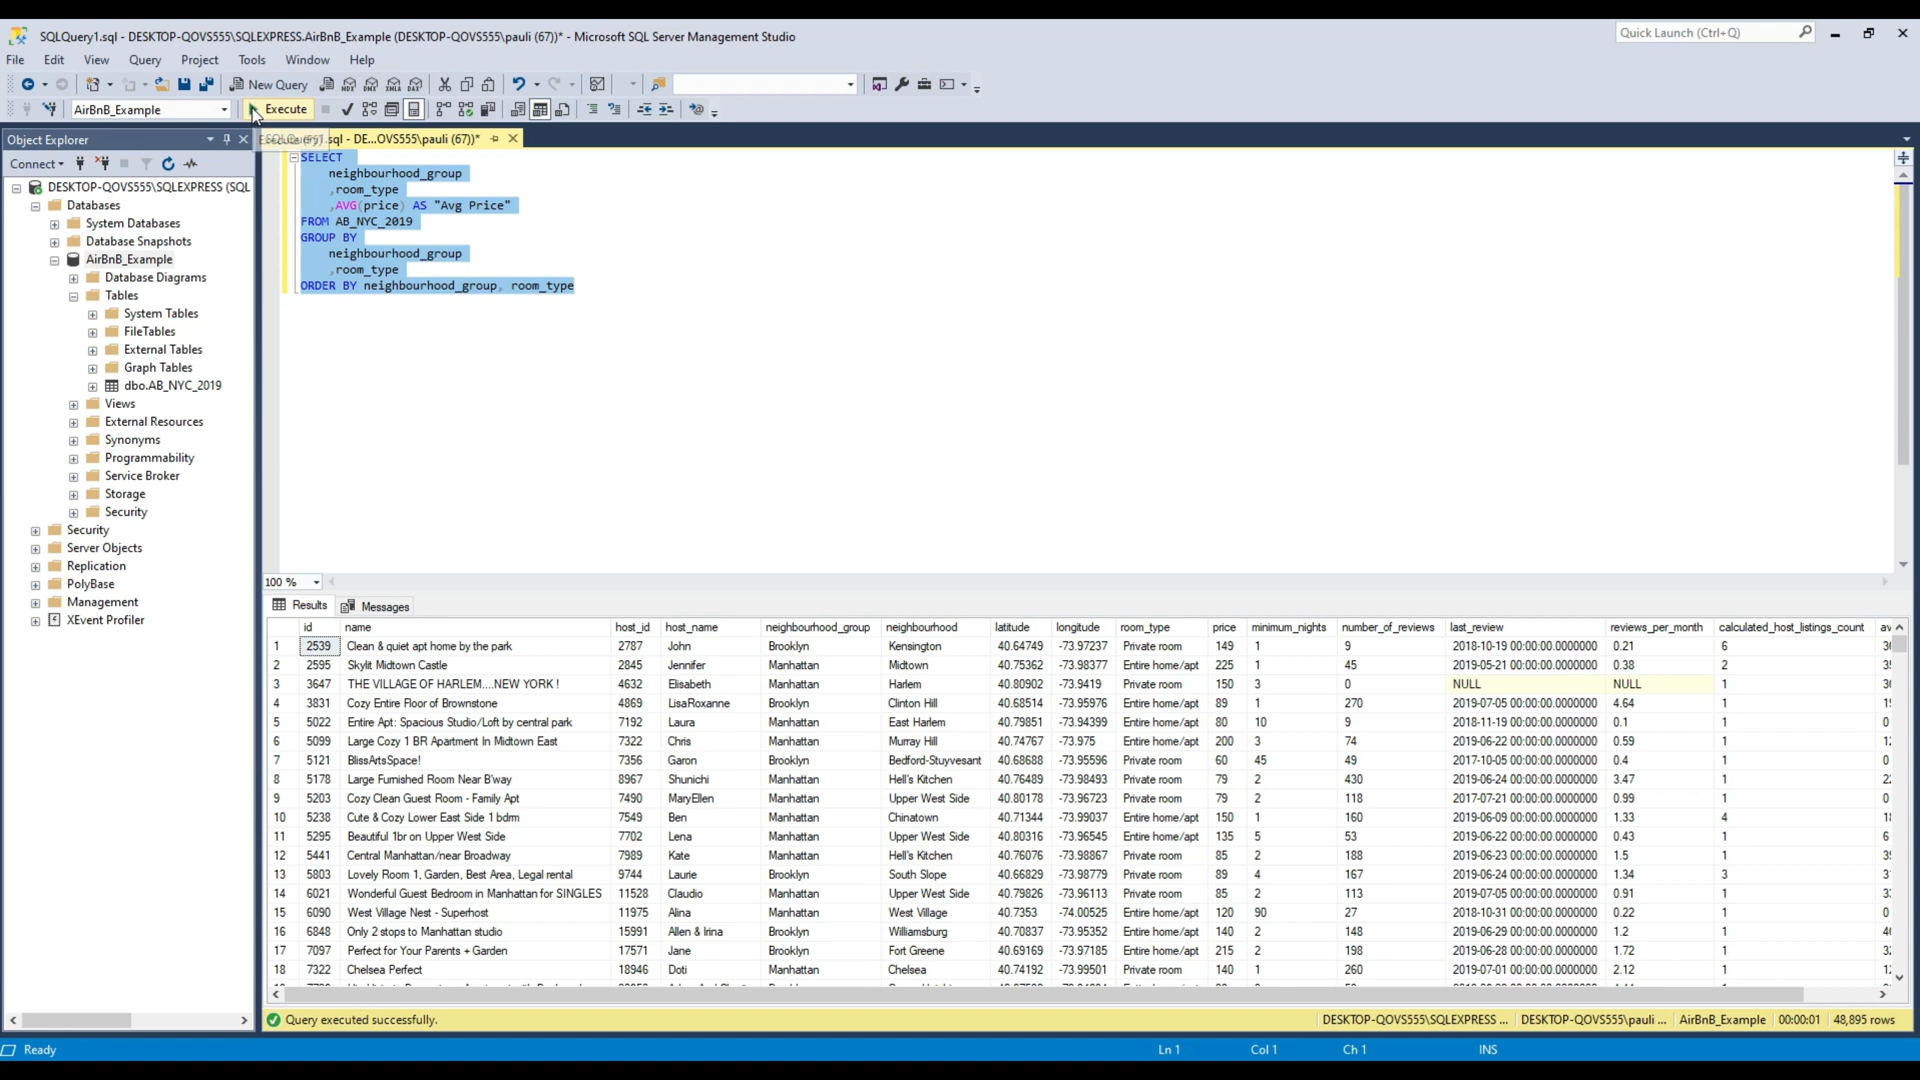 SQLQuery1.sql - DESKTOP-QOVS555\SQLEXPRESS.AirBnB_Example (DESKTOP-QOVS555\pauli (67))* - Microsoft SQL Server Management Studio
Quick Launch (Ctrl+Q)
File Edit View Query Project Tools Window Help
New Query
AirBnB_Example
Execute
Object Explorer
.sql - DE...OVS555\pauli (67))*
Connect
DESKTOP-QOVS555\SQLEXPRESS (SQL
Databases
System Databases
Database Snapshots
AirBnB_Example
Database Diagrams
Tables
System Tables
FileTables
External Tables
Graph Tables
dbo.AB_NYC_2019
Views
External Resources
Synonyms
Programmability
Service Broker
Storage
Security
Security
Server Objects
Replication
PolyBase
Management
XEvent Profiler
SELECT
neighbourhood_group
,room_type
,AVG(price) AS "Avg Price"
FROM AB_NYC_2019
GROUP BY
neighbourhood_group
,room_type
ORDER BY neighbourhood_group, room_type
100 %
Results Messages
id name host_id host_name neighbourhood_group neighbourhood latitude longitude room_type price minimum_nights number_of_reviews last_review reviews_per_month calculated_host_listings_count av
1 2539 Clean & quiet apt home by the park 2787 John Brooklyn Kensington 40.64749 -73.97237 Private room 149 1 9 2018-10-19 00:00:00.0000000 0.21 6
2 2595 Skylit Midtown Castle 2845 Jennifer Manhattan Midtown 40.75362 -73.98377 Entire home/apt 225 1 45 2019-05-21 00:00:00.0000000 0.38 2
3 3647 THE VILLAGE OF HARLEM....NEW YORK ! 4632 Elisabeth Manhattan Harlem 40.80902 -73.9419 Private room 150 3 0 NULL NULL 1
4 3831 Cozy Entire Floor of Brownstone 4869 LisaRoxanne Brooklyn Clinton Hill 40.68514 -73.95976 Entire home/apt 89 1 270 2019-07-05 00:00:00.0000000 4.64 1
5 5022 Entire Apt: Spacious Studio/Loft by central park 7192 Laura Manhattan East Harlem 40.79851 -73.94399 Entire home/apt 80 10 9 2018-11-19 00:00:00.0000000 0.1 1 0
6 5099 Large Cozy 1 BR Apartment In Midtown East 7322 Chris Manhattan Murray Hill 40.74767 -73.975 Entire home/apt 200 3 74 2019-06-22 00:00:00.0000000 0.59 1
7 5121 BlissArtsSpace! 7356 Garon Brooklyn Bedford-Stuyvesant 40.68688 -73.95596 Private room 60 45 49 2017-10-05 00:00:00.0000000 0.4 1 0
8 5178 Large Furnished Room Near B'way 8967 Shunichi Manhattan Hell's Kitchen 40.76489 -73.98493 Private room 79 2 430 2019-06-24 00:00:00.0000000 3.47 1
9 5203 Cozy Clean Guest Room - Family Apt 7490 MaryEllen Manhattan Upper West Side 40.80178 -73.96723 Private room 79 2 118 2017-07-21 00:00:00.0000000 0.99 1 0
10 5238 Cute & Cozy Lower East Side 1 bdrm 7549 Ben Manhattan Chinatown 40.71344 -73.99037 Entire home/apt 150 1 160 2019-06-09 00:00:00.0000000 1.33 4
11 5295 Beautiful 1br on Upper West Side 7702 Lena Manhattan Upper West Side 40.80316 -73.96545 Entire home/apt 135 5 53 2019-06-22 00:00:00.0000000 0.43 1 6
12 5441 Central Manhattan/near Broadway 7989 Kate Manhattan Hell's Kitchen 40.76076 -73.98867 Private room 85 2 188 2019-06-23 00:00:00.0000000 1.5 1
13 5803 Lovely Room 1, Garden, Best Area, Legal rental 9744 Laurie Brooklyn South Slope 40.66829 -73.98779 Private room 89 4 167 2019-06-24 00:00:00.0000000 1.34 3
14 6021 Wonderful Guest Bedroom in Manhattan for SINGLES 11528 Claudio Manhattan Upper West Side 40.79826 -73.96113 Private room 85 2 113 2019-07-05 00:00:00.0000000 0.91 1
15 6090 West Village Nest - Superhost 11975 Alina Manhattan West Village 40.7353 -74.00525 Entire home/apt 120 90 27 2018-10-31 00:00:00.0000000 0.22 1 0
16 6848 Only 2 stops to Manhattan studio 15991 Allen & Irina Brooklyn Williamsburg 40.70837 -73.95352 Entire home/apt 140 2 148 2019-06-29 00:00:00.0000000 1.2 1
17 7097 Perfect for Your Parents + Garden 17571 Jane Brooklyn Fort Greene 40.69169 -73.97185 Entire home/apt 215 2 198 2019-06-28 00:00:00.0000000 1.72 1
18 7322 Chelsea Perfect 18946 Doti Manhattan Chelsea 40.74192 -73.99501 Private room 140 1 260 2019-07-01 00:00:00.0000000 2.12 1
Query executed successfully. DESKTOP-QOVS555\SQLEXPRESS ... DESKTOP-QOVS555\pauli ... AirBnB_Example 00:00:01 48,895 rows
Ready Ln 1 Col 1 Ch 1 INS